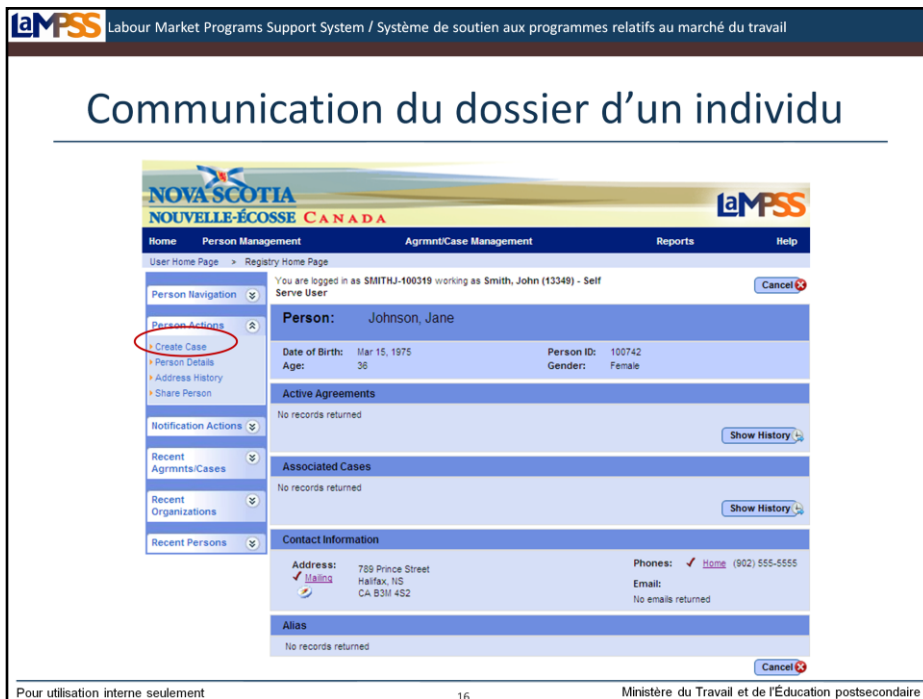 LaMPSS Labour Market Programs Support System / Système de soutien aux programmes relatifs au marché du travail
Communication du dossier d'un individu
NOVA SCOTIA
NOUVELLE-ÉCOSSE CANADA
LaMPSS
Home Person Management Agrmnt/Case Management Reports Help
User Home Page > Registry Home Page
Person Navigation
Person Actions
Create Case
Person Details
Address History
Share Person
Notification Actions
Recent
Agrmnts/Cases
Recent
Organizations
Recent Persons
You are logged in as SMITHJ-100319 working as Smith, John (13349) - Self
Serve User
Cancel
Person: Johnson, Jane
Date of Birth: Mar 15, 1975 Person ID: 100742
Age: 36 Gender: Female
Active Agreements
No records returned
Show History
Associated Cases
No records returned
Show History
Contact Information
Address: 789 Prince Street
Mailing Halifax, NS
CA B3M 4S2
Phones: Home (902) 555-5555
Email:
No emails returned
Alias
No records returned
Cancel
Pour utilisation interne seulement 16 Ministère du Travail et de l'Éducation postsecondaire